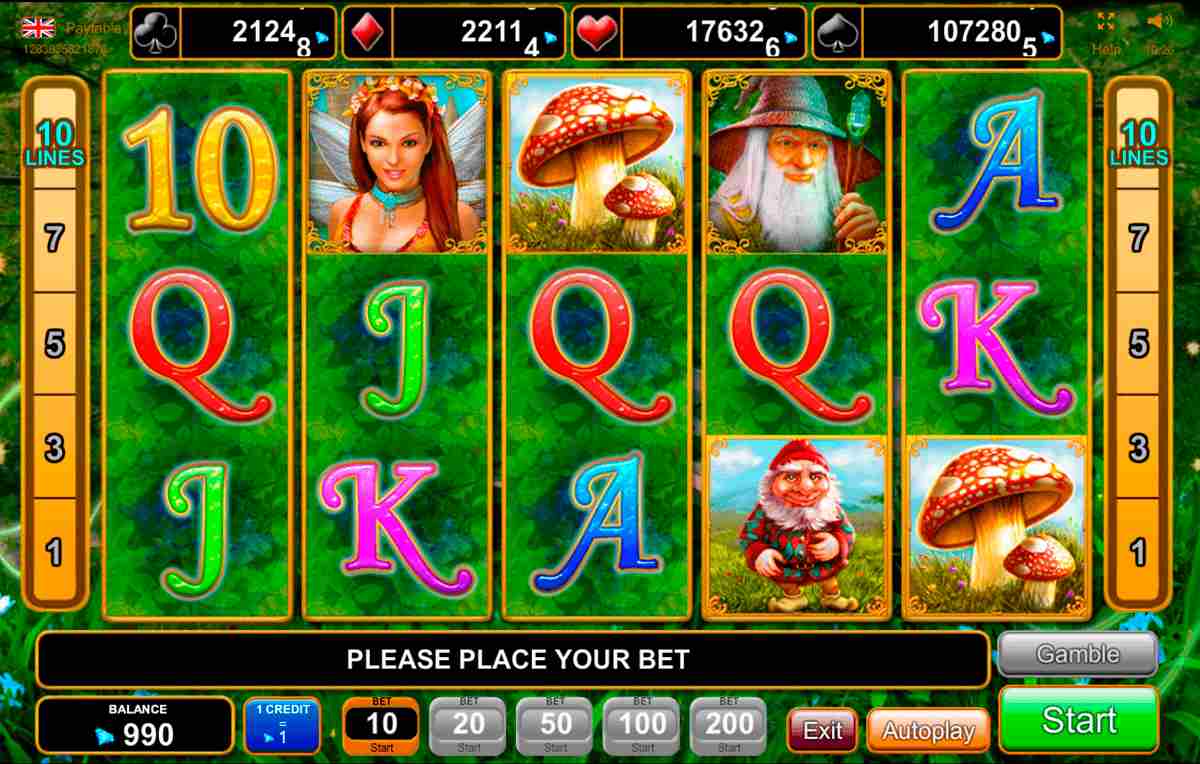 Paytable 2124 8 2211 4 17632 6 107280 5
Help 10:26
10 LINES 10 A 10 LINES
7 7
5 Q J Q Q K 5
3 3
J K A
1 1
PLEASE PLACE YOUR BET
Gamble
BALANCE
990
1 CREDIT
=
1
BET BET BET BET BET
10 20 50 100 200
Start Start Start Start Start
Exit Autoplay Start